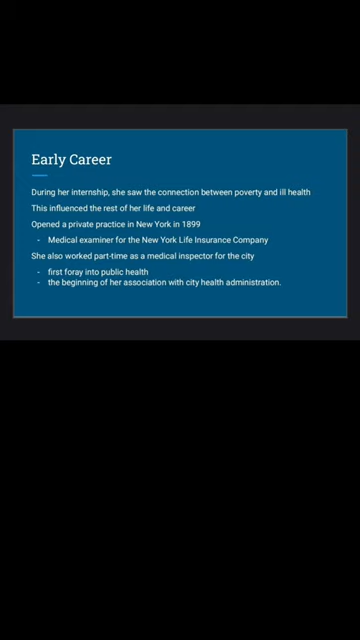 Early Career
During her internship, she saw the connection between poverty and ill health
This influenced the rest of her life and career
Opened a private practice in New York in 1899
- Medical examiner for the New York Life Insurance Company
She also worked part-time as a medical inspector for the city
- first foray into public health
- the beginning of her association with city health administration.